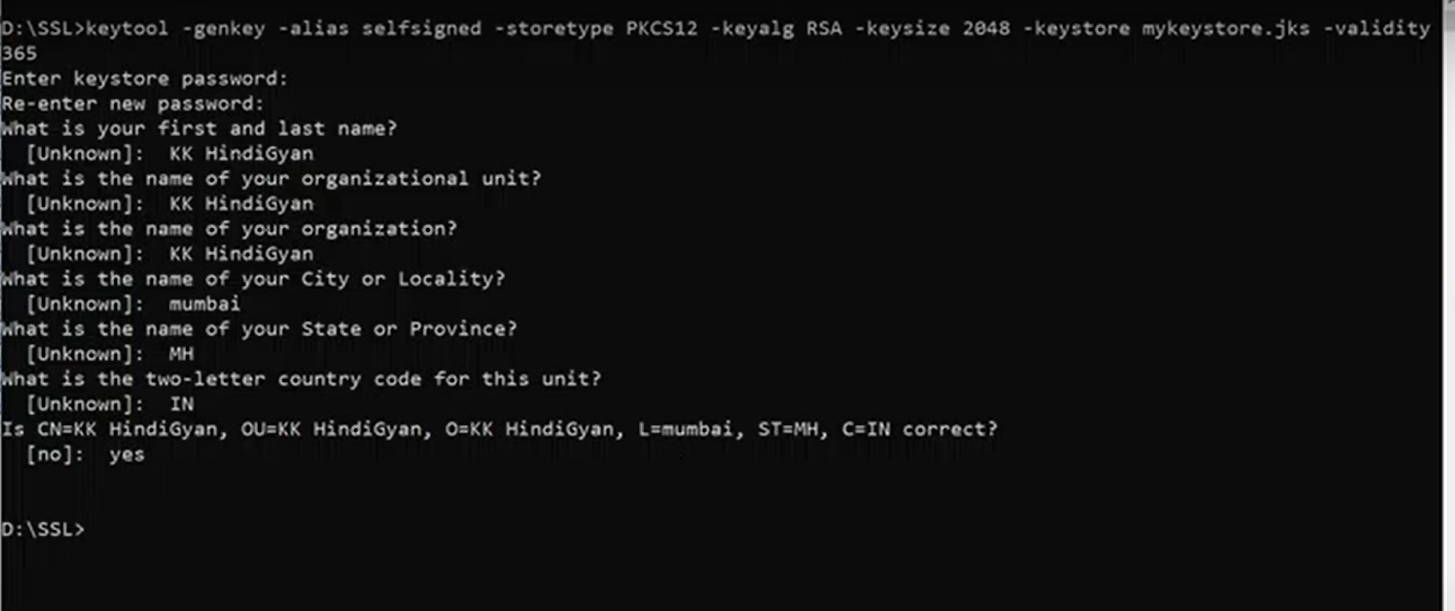 D:\SSL>keytool -genkey -alias selfsigned -storetype PKCS12 -keyalg RSA -keysize 2048 -keystore mykeystore.jks -validity
365
Enter keystore password:
Re-enter new password:
What is your first and last name?
  [Unknown]:  KK HindiGyan
What is the name of your organizational unit?
  [Unknown]:  KK HindiGyan
What is the name of your organization?
  [Unknown]:  KK HindiGyan
What is the name of your City or Locality?
  [Unknown]:  mumbai
What is the name of your State or Province?
  [Unknown]:  MH
What is the two-letter country code for this unit?
  [Unknown]:  IN
Is CN=KK HindiGyan, OU=KK HindiGyan, O=KK HindiGyan, L=mumbai, ST=MH, C=IN correct?
  [no]:  yes
D:\SSL>